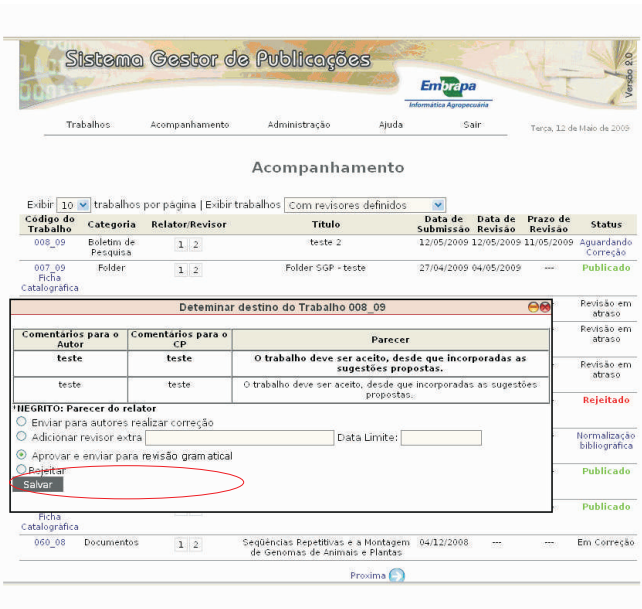 Sistema Gestor de Publicações
Embrapa
Informática Agropecuária
Versão 2.0
Trabalhos Acompanhamento Administração Ajuda Sair Terça, 12 de Maio de 2009
Acompanhamento
Exibir 10 trabalhos por página | Exibir trabalhos Com revisores definidos
Código do Trabalho Categoria Relator/Revisor Título Data de Submissão Data de Revisão Prazo de Revisão Status
008_09 Boletim de Pesquisa 1 2 teste 2 12/05/2009 12/05/2009 11/05/2009 Aguardando Correção
007_09 Ficha Catalográfica Folder 1 2 Folder SGP - teste 27/04/2009 04/05/2009 --- Publicado
Deteminar destino do Trabalho 008_09
Comentários para o Autor Comentários para o CP Parecer
teste teste O trabalho deve ser aceito, desde que incorporadas as sugestões propostas.
teste teste O trabalho deve ser aceito, desde que incorporadas as sugestões propostas.
*NEGRITO: Parecer do relator
Enviar para autores realizar correção
Adicionar revisor extra Data Limite:
Aprovar e enviar para revisão gramatical
Rejeitar
Salvar
Revisão em atraso
Revisão em atraso
Revisão em atraso
Rejeitado
Normalização bibliográfica
Publicado
Publicado
Ficha Catalográfica
060_08 Documentos 1 2 Seqüências Repetitivas e a Montagem de Genomas de Animais e Plantas 04/12/2008 --- --- Em Correção
Proxima